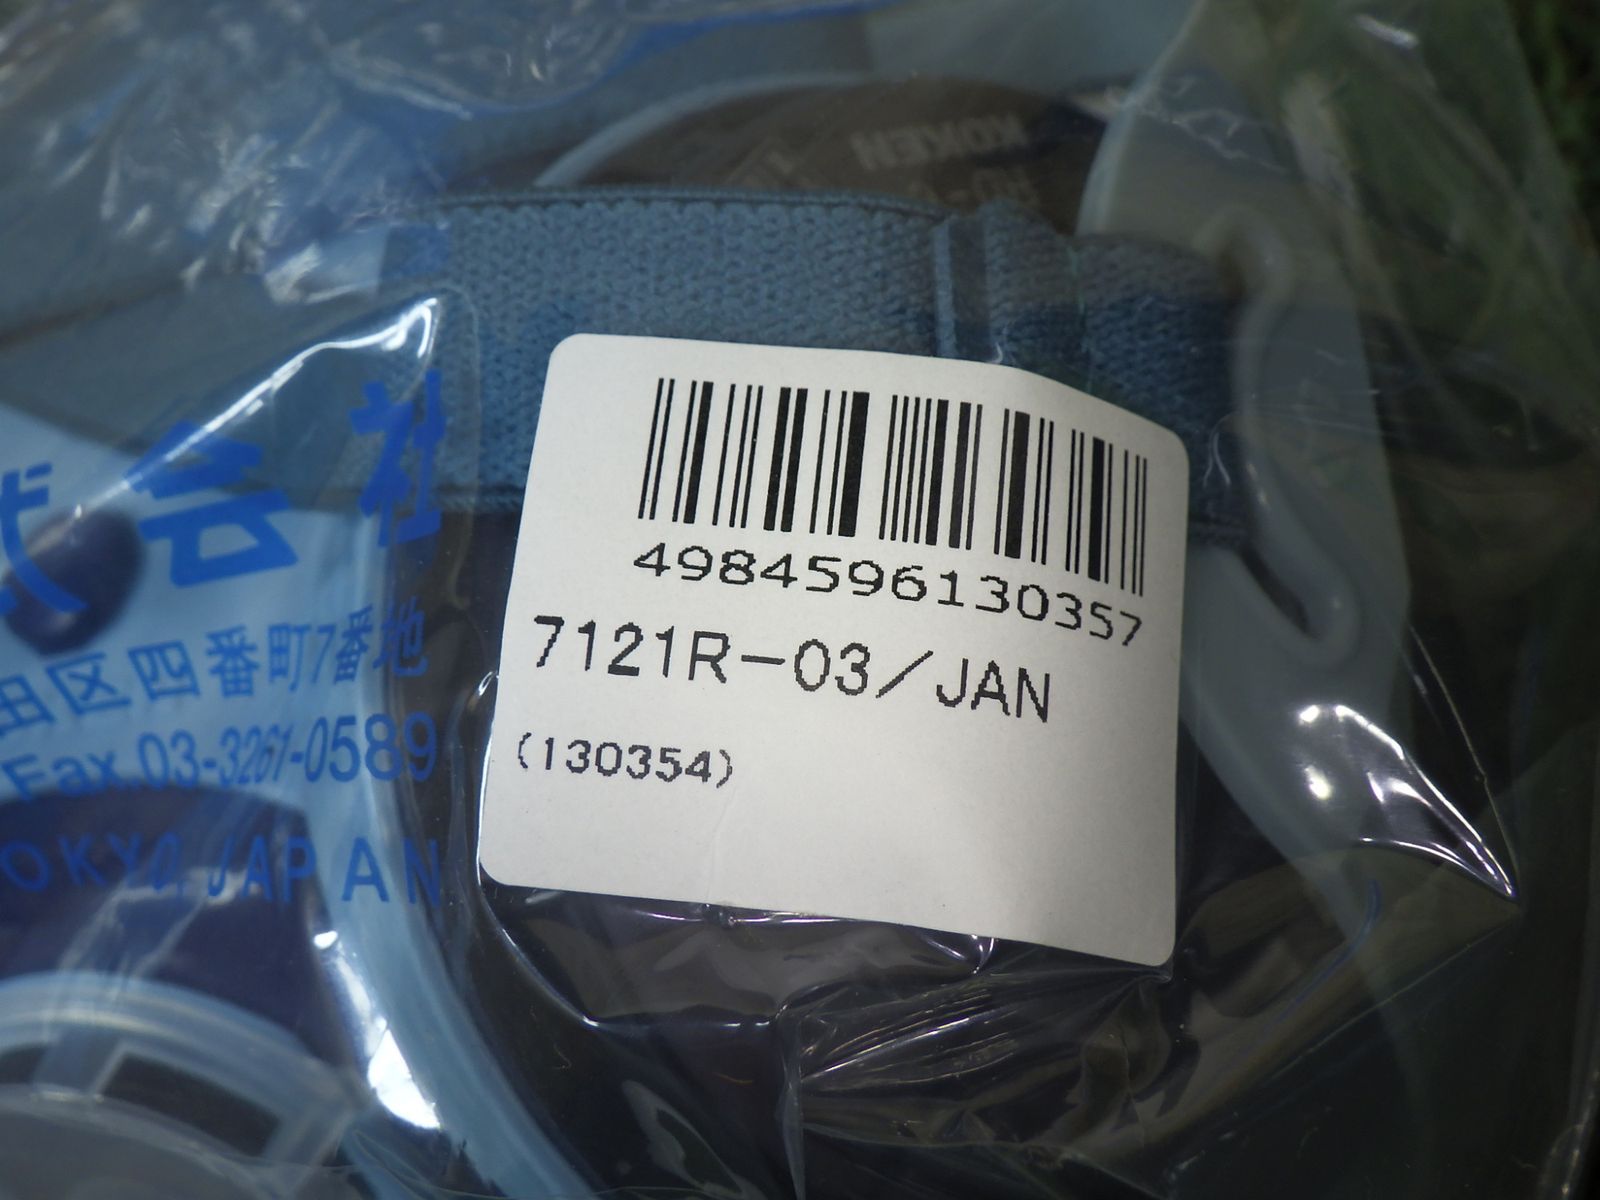 KOKEN
式会社
田区四番町7番地
Fax.03-3261-0589
TOKYO, JAPAN
4984596130357
7121R-03/JAN
(130354)